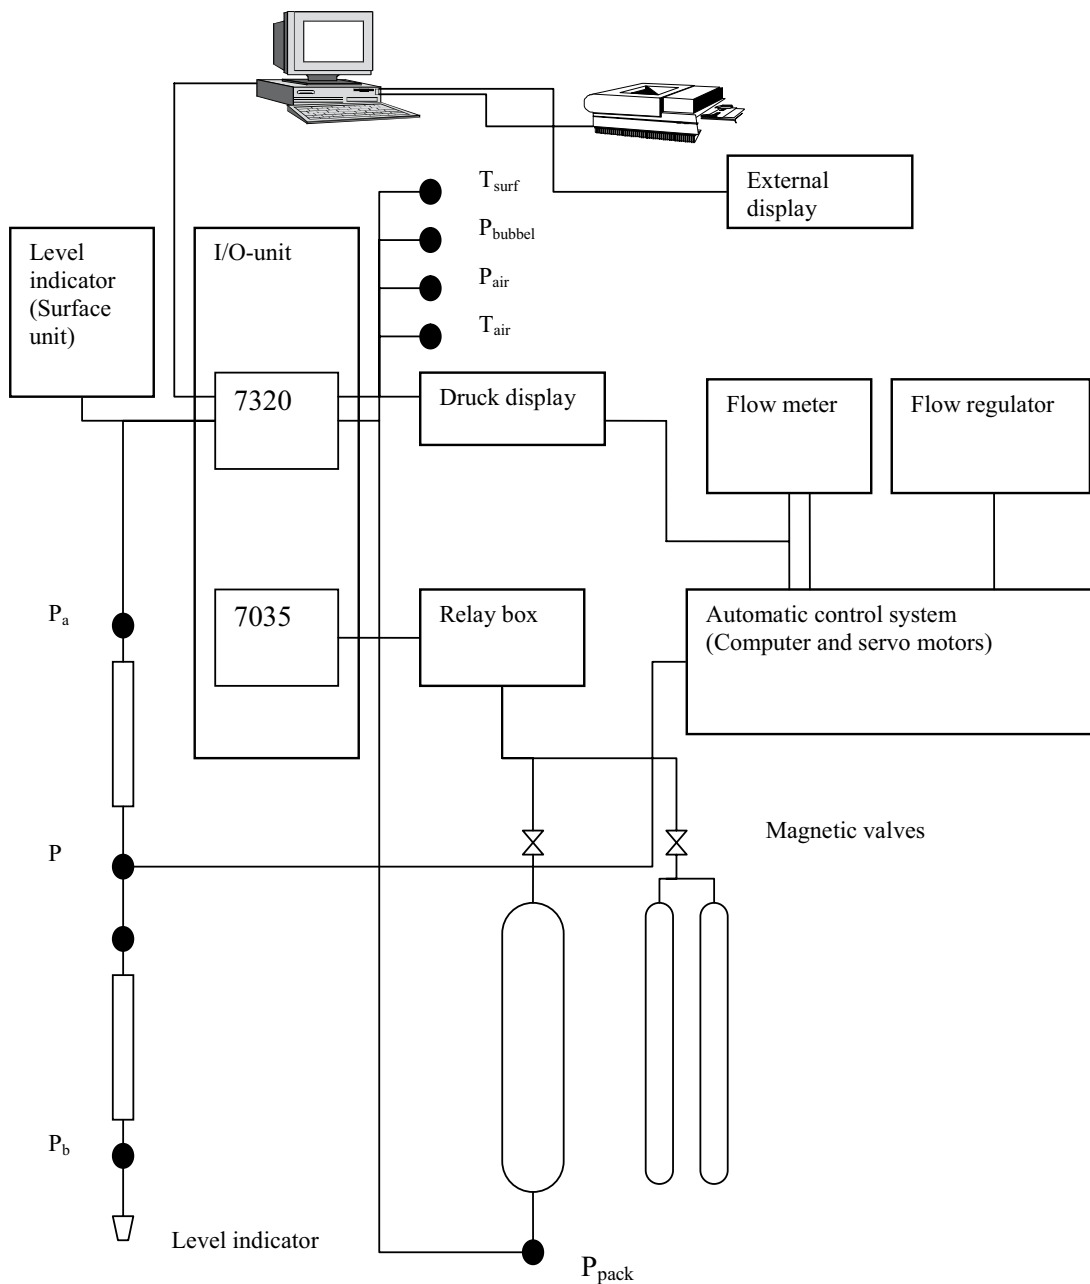 T_surf
External
display
P_bubbel
Level
indicator
(Surface
unit)
I/O-unit
P_air
T_air
7320
Druck display
Flow meter
Flow regulator
P_a
7035
Relay box
Automatic control system
(Computer and servo motors)
P
Magnetic valves
P_b
Level indicator
P_pack